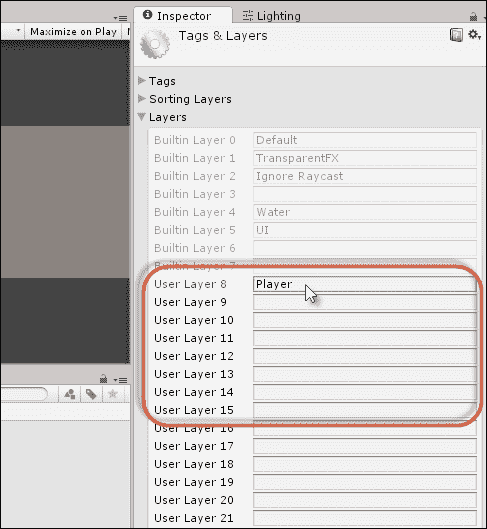 Inspector
Lighting
Maximize on Play
Tags & Layers
Tags
Sorting Layers
Layers
Builtin Layer 0 Default
Builtin Layer 1 TransparentFX
Builtin Layer 2 Ignore Raycast
Builtin Layer 3
Builtin Layer 4 Water
Builtin Layer 5 UI
Builtin Layer 6
Builtin Layer 7
User Layer 8 Player
User Layer 9
User Layer 10
User Layer 11
User Layer 12
User Layer 13
User Layer 14
User Layer 15
User Layer 16
User Layer 17
User Layer 18
User Layer 19
User Layer 20
User Layer 21